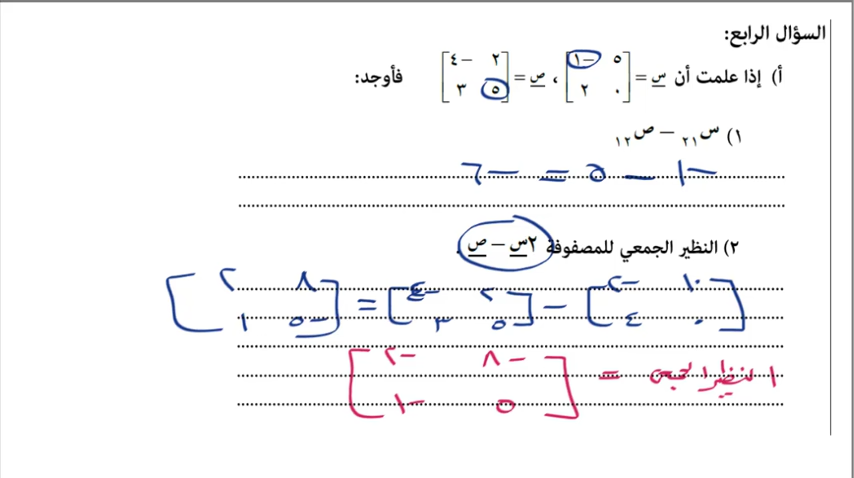 السؤال الرابع:
أ) إذا علمت أن س = [ ٥ −١ ، ٠ ٢ ] ، ص = [ ٢ −٤ ، ٥ ٣ ] فأوجد:
١) س٢١ − ص١٢
−١ − ٥ = −٦
٢) النظير الجمعي للمصفوفة ٢س − ص .
[ ١٠ −٢ ، ٠ ٤ ] − [ ٢ −٤ ، ٥ ٣ ] = [ ٨ ٢ ، −٥ ١ ]
النظير الجمعي = [ −٨ −٢ ، ٥ −١ ]